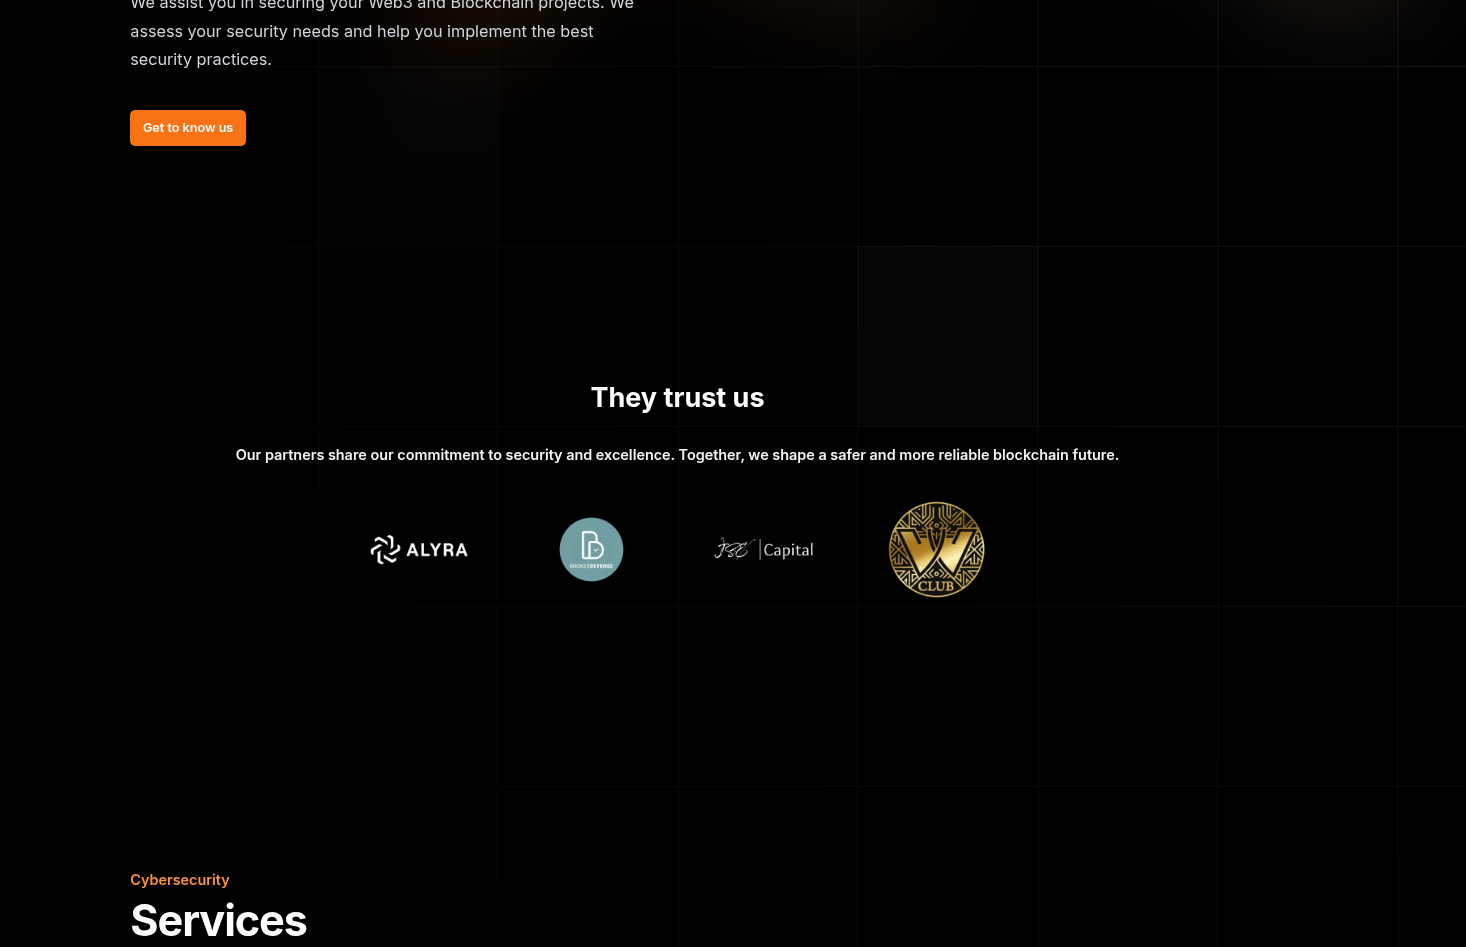 We assist you in securing your Web3 and Blockchain projects. We
assess your security needs and help you implement the best
security practices.
Get to know us
They trust us
Our partners share our commitment to security and excellence. Together, we shape a safer and more reliable blockchain future.
ALYRA
BROKERDEFENSE
Capital
W
CLUB
Cybersecurity
Services